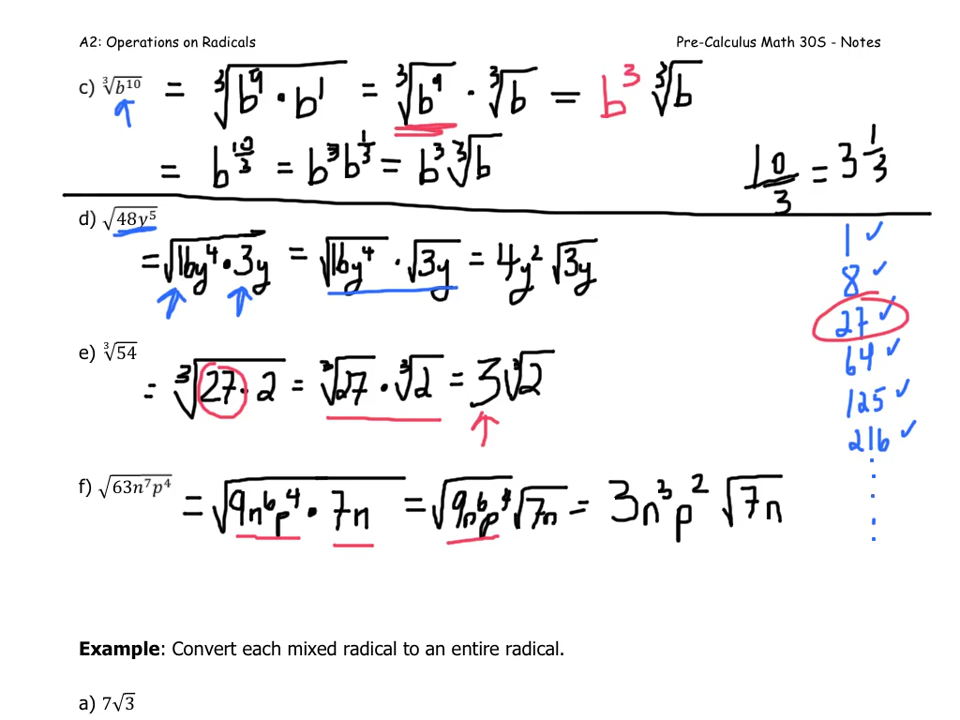 A2: Operations on Radicals Pre-Calculus Math 30S - Notes
c) ∛b¹⁰ = ∛(b⁹ · b¹) = ∛b⁹ · ∛b = b³ ∛b
= b^(10/3) = b³ b^(1/3) = b³ ∛b 10/3 = 3 1/3
d) √48y⁵ 1 ✓
= √(16y⁴ · 3y) = √(16y⁴) · √(3y) = 4y² √(3y) 8 ✓
27 ✓
e) ∛54 64 ✓
= ∛(27 · 2) = ∛27 · ∛2 = 3∛2 125 ✓
216 ✓
f) √63n⁷p⁴ = √(9n⁶p⁴ · 7n) = √(9n⁶p⁴) √(7n) = 3n³p² √(7n)
Example: Convert each mixed radical to an entire radical.
a) 7√3